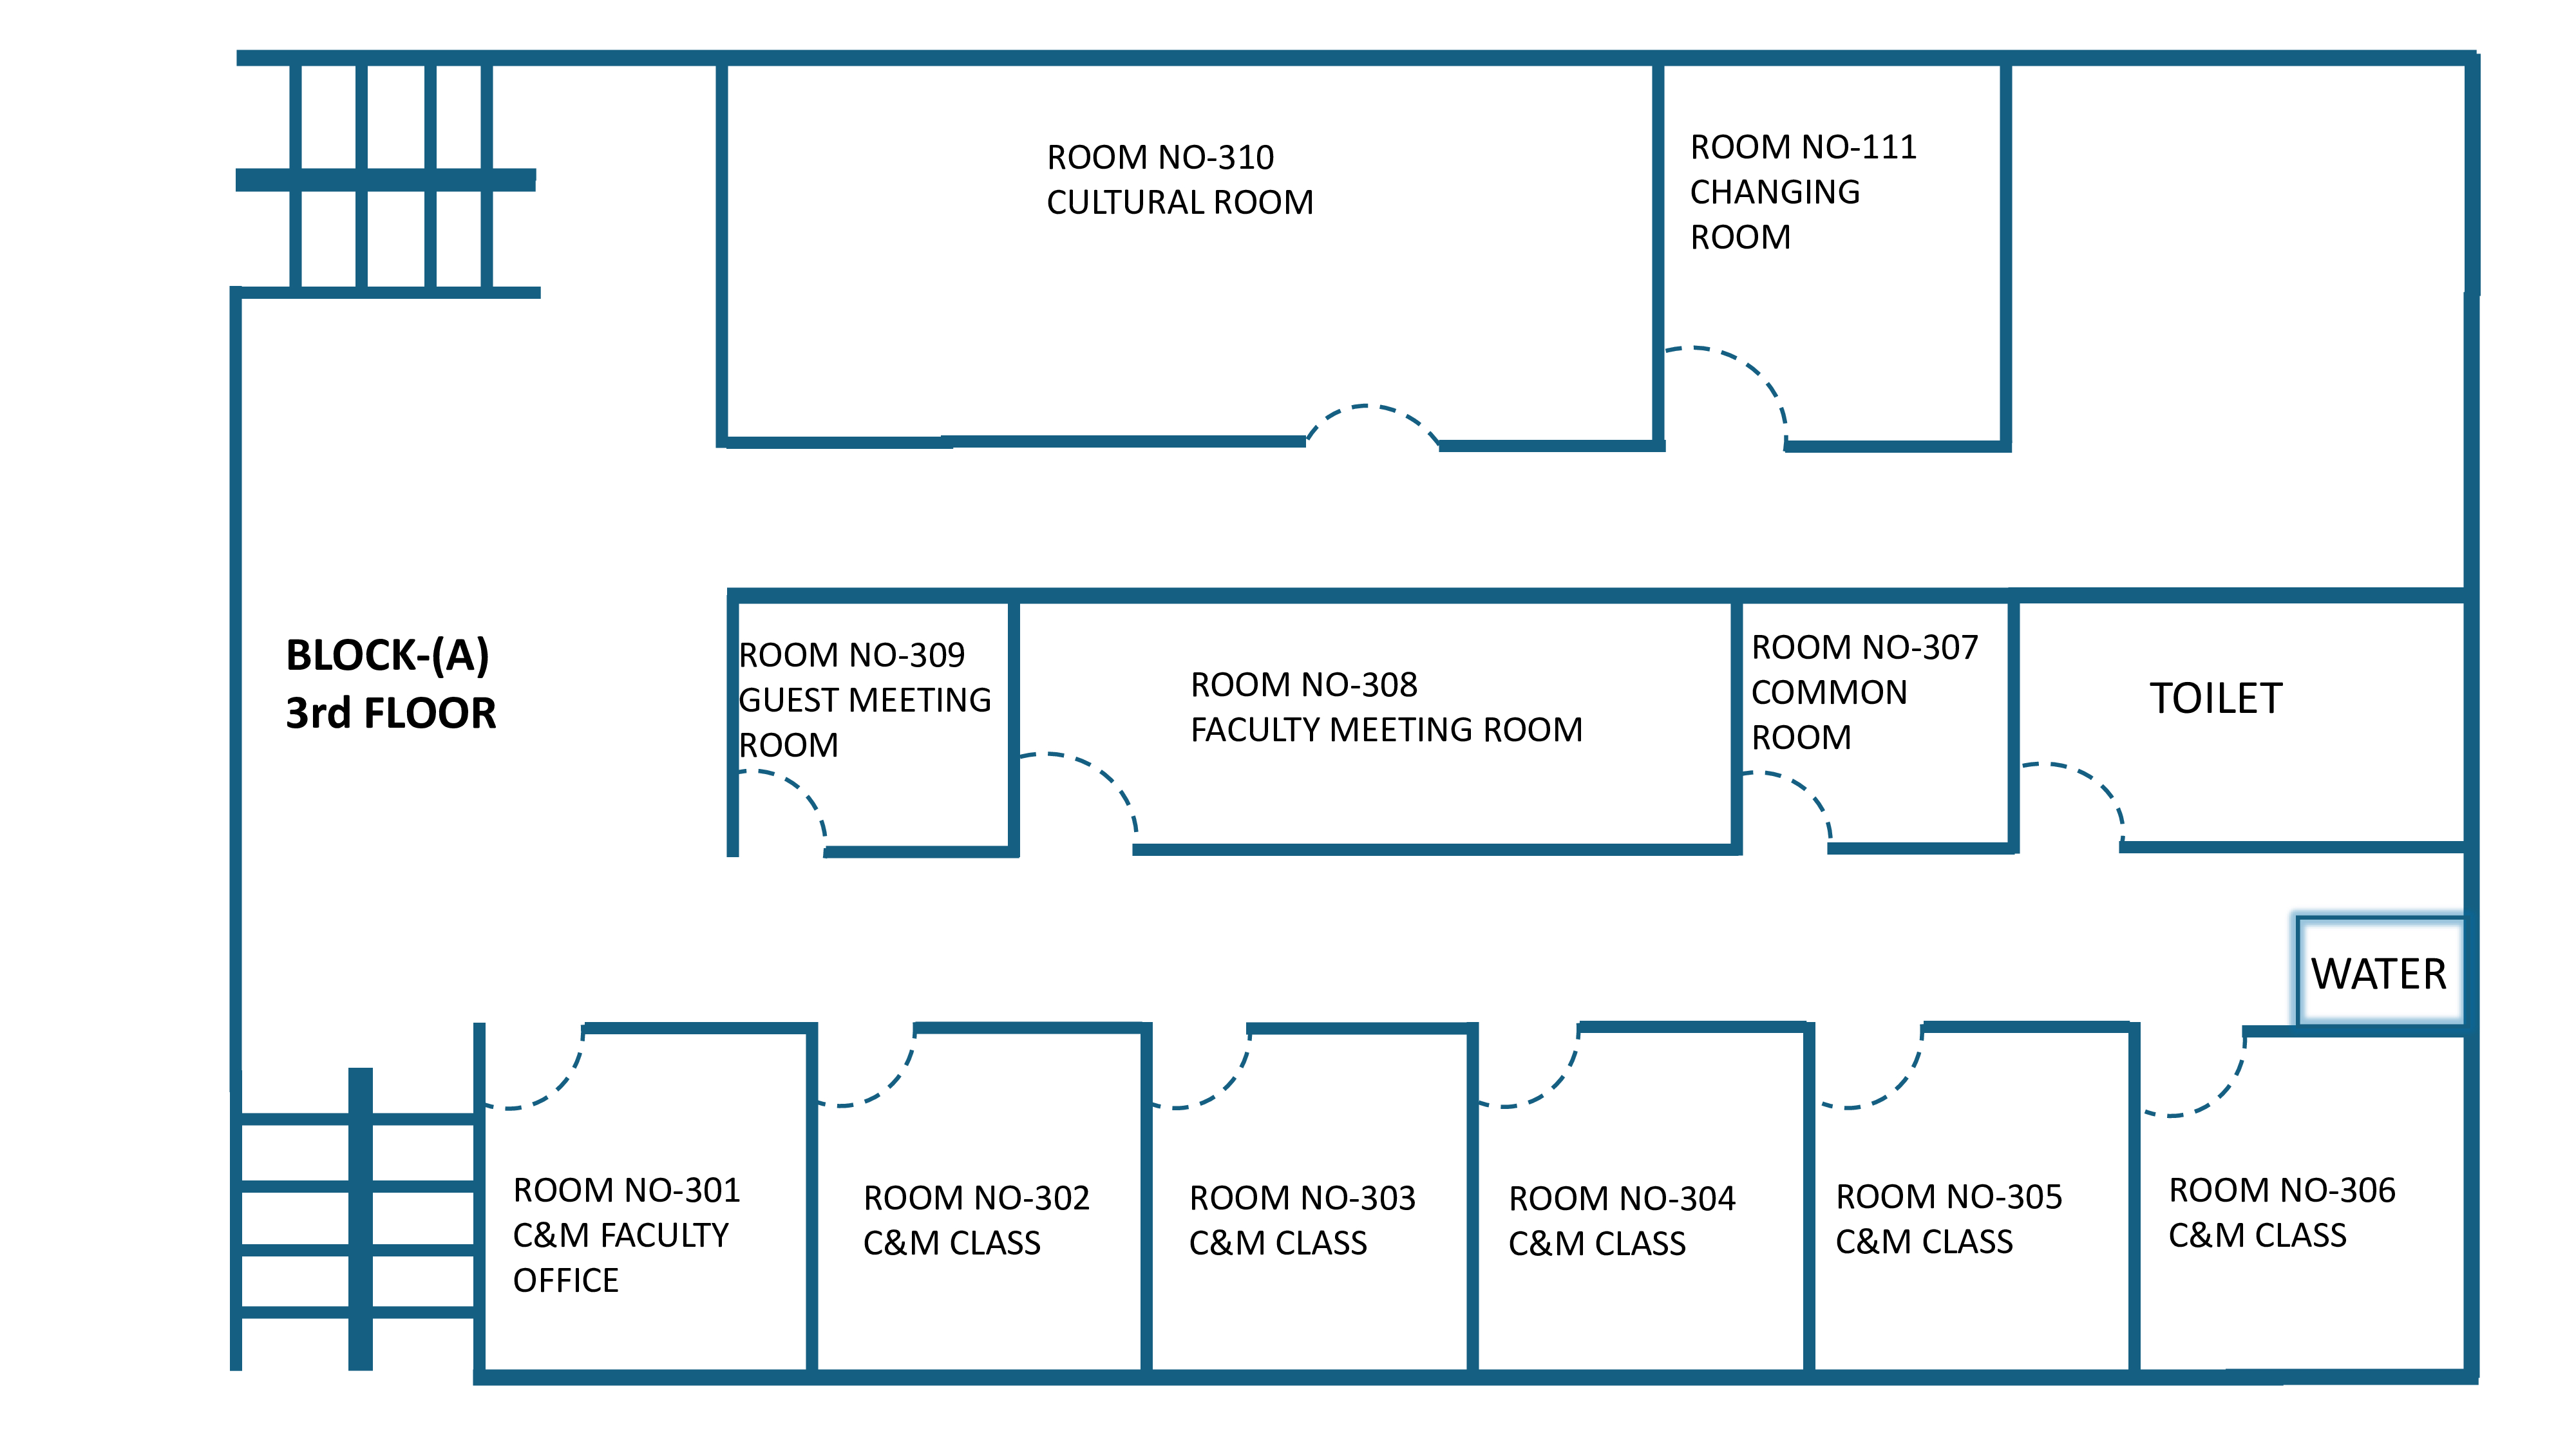 ROOM NO-310
CULTURAL ROOM
ROOM NO-111
CHANGING
ROOM
BLOCK-(A)
3rd FLOOR
ROOM NO-309
GUEST MEETING
ROOM
ROOM NO-308
FACULTY MEETING ROOM
ROOM NO-307
COMMON
ROOM
TOILET
WATER
ROOM NO-301
C&M FACULTY
OFFICE
ROOM NO-302
C&M CLASS
ROOM NO-303
C&M CLASS
ROOM NO-304
C&M CLASS
ROOM NO-305
C&M CLASS
ROOM NO-306
C&M CLASS